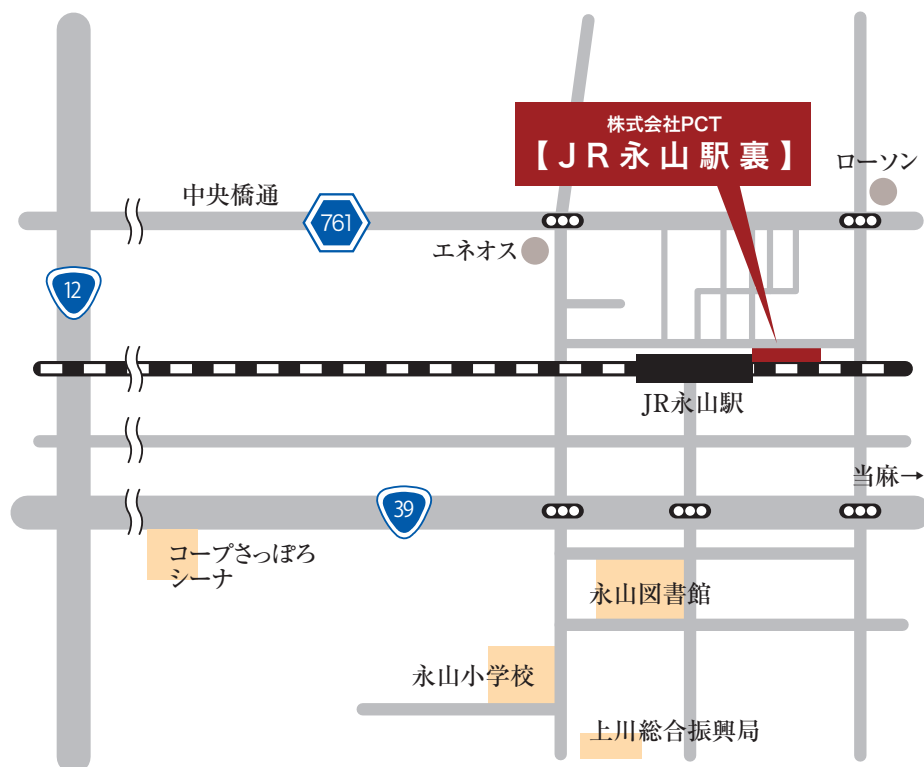 株式会社PCT
【JR永山駅裏】
ローソン
中央橋通
761
エネオス
12
JR永山駅
当麻→
39
コープさっぽろ
シーナ
永山図書館
永山小学校
上川総合振興局